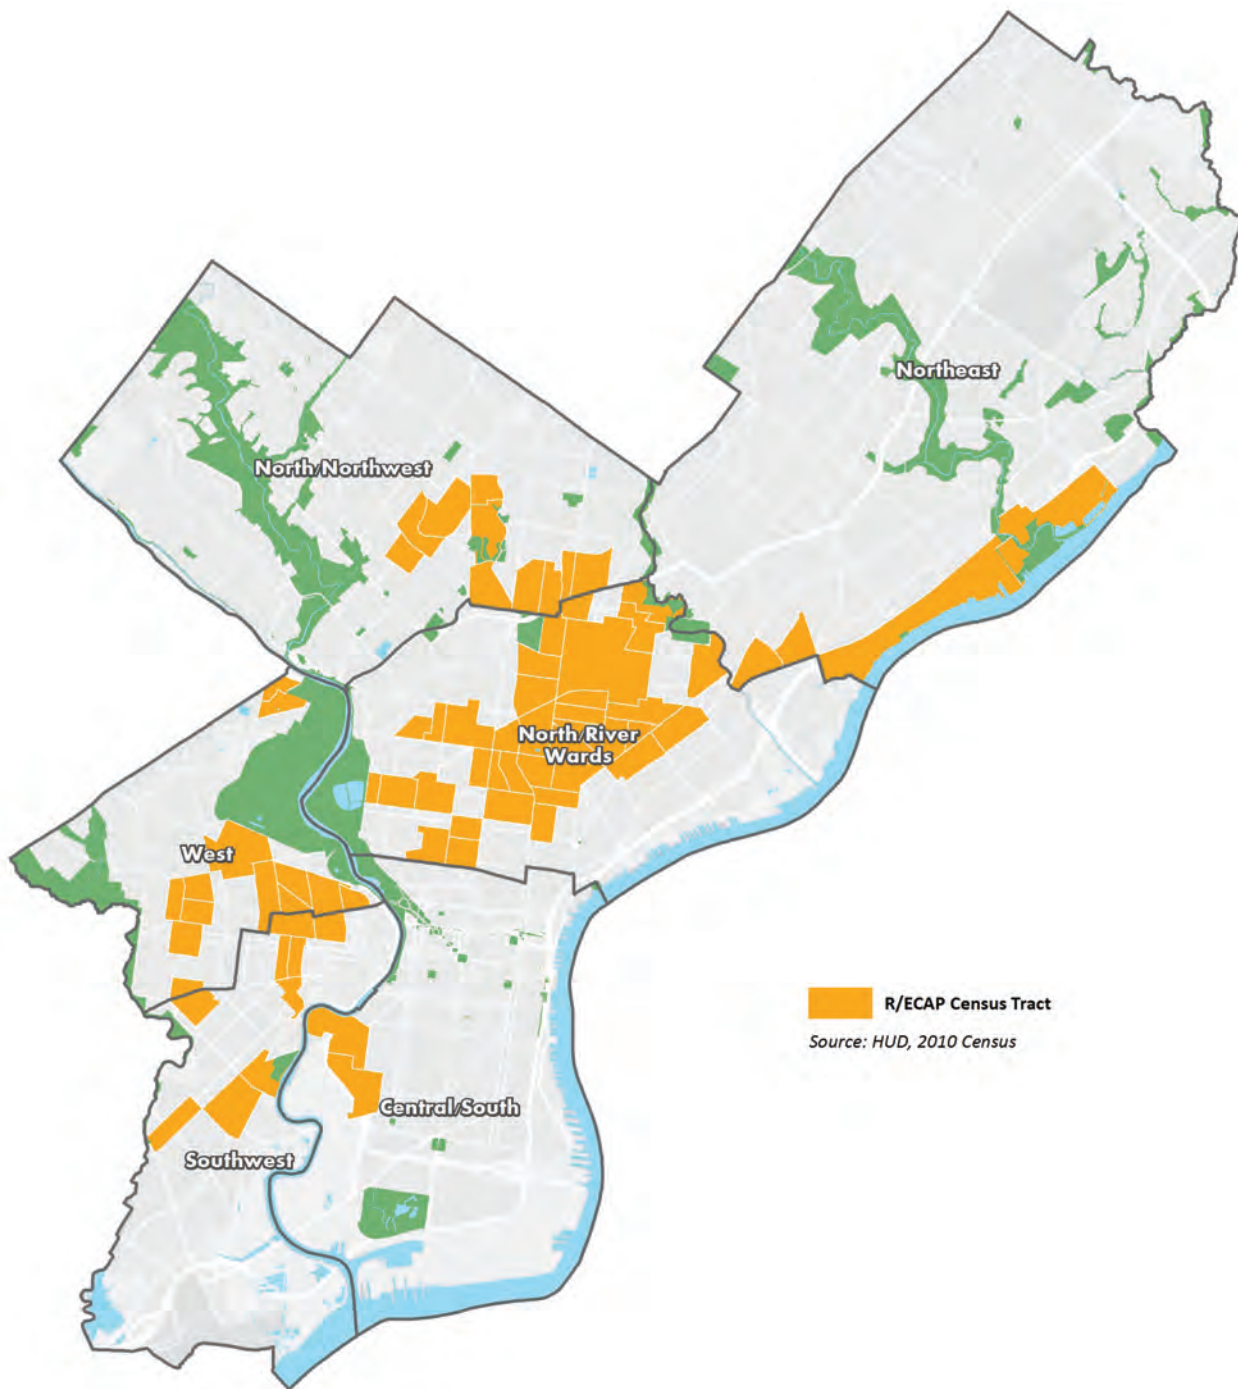 Northeast
North/Northwest
North/River
Wards
West
R/ECAP Census Tract
Source: HUD, 2010 Census
Central/South
Southwest